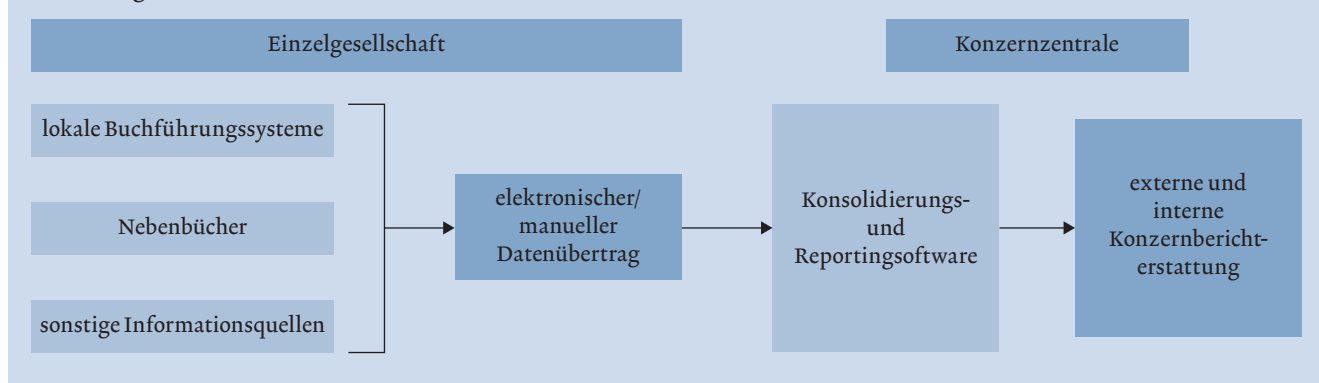 Einzelgesellschaft
Konzernzentrale
lokale Buchführungssysteme
Nebenbücher
sonstige Informationsquellen
elektronischer/
manueller
Datenübertrag
Konsolidierungs-
und
Reportingsoftware
externe und
interne
Konzernbericht-
erstattung